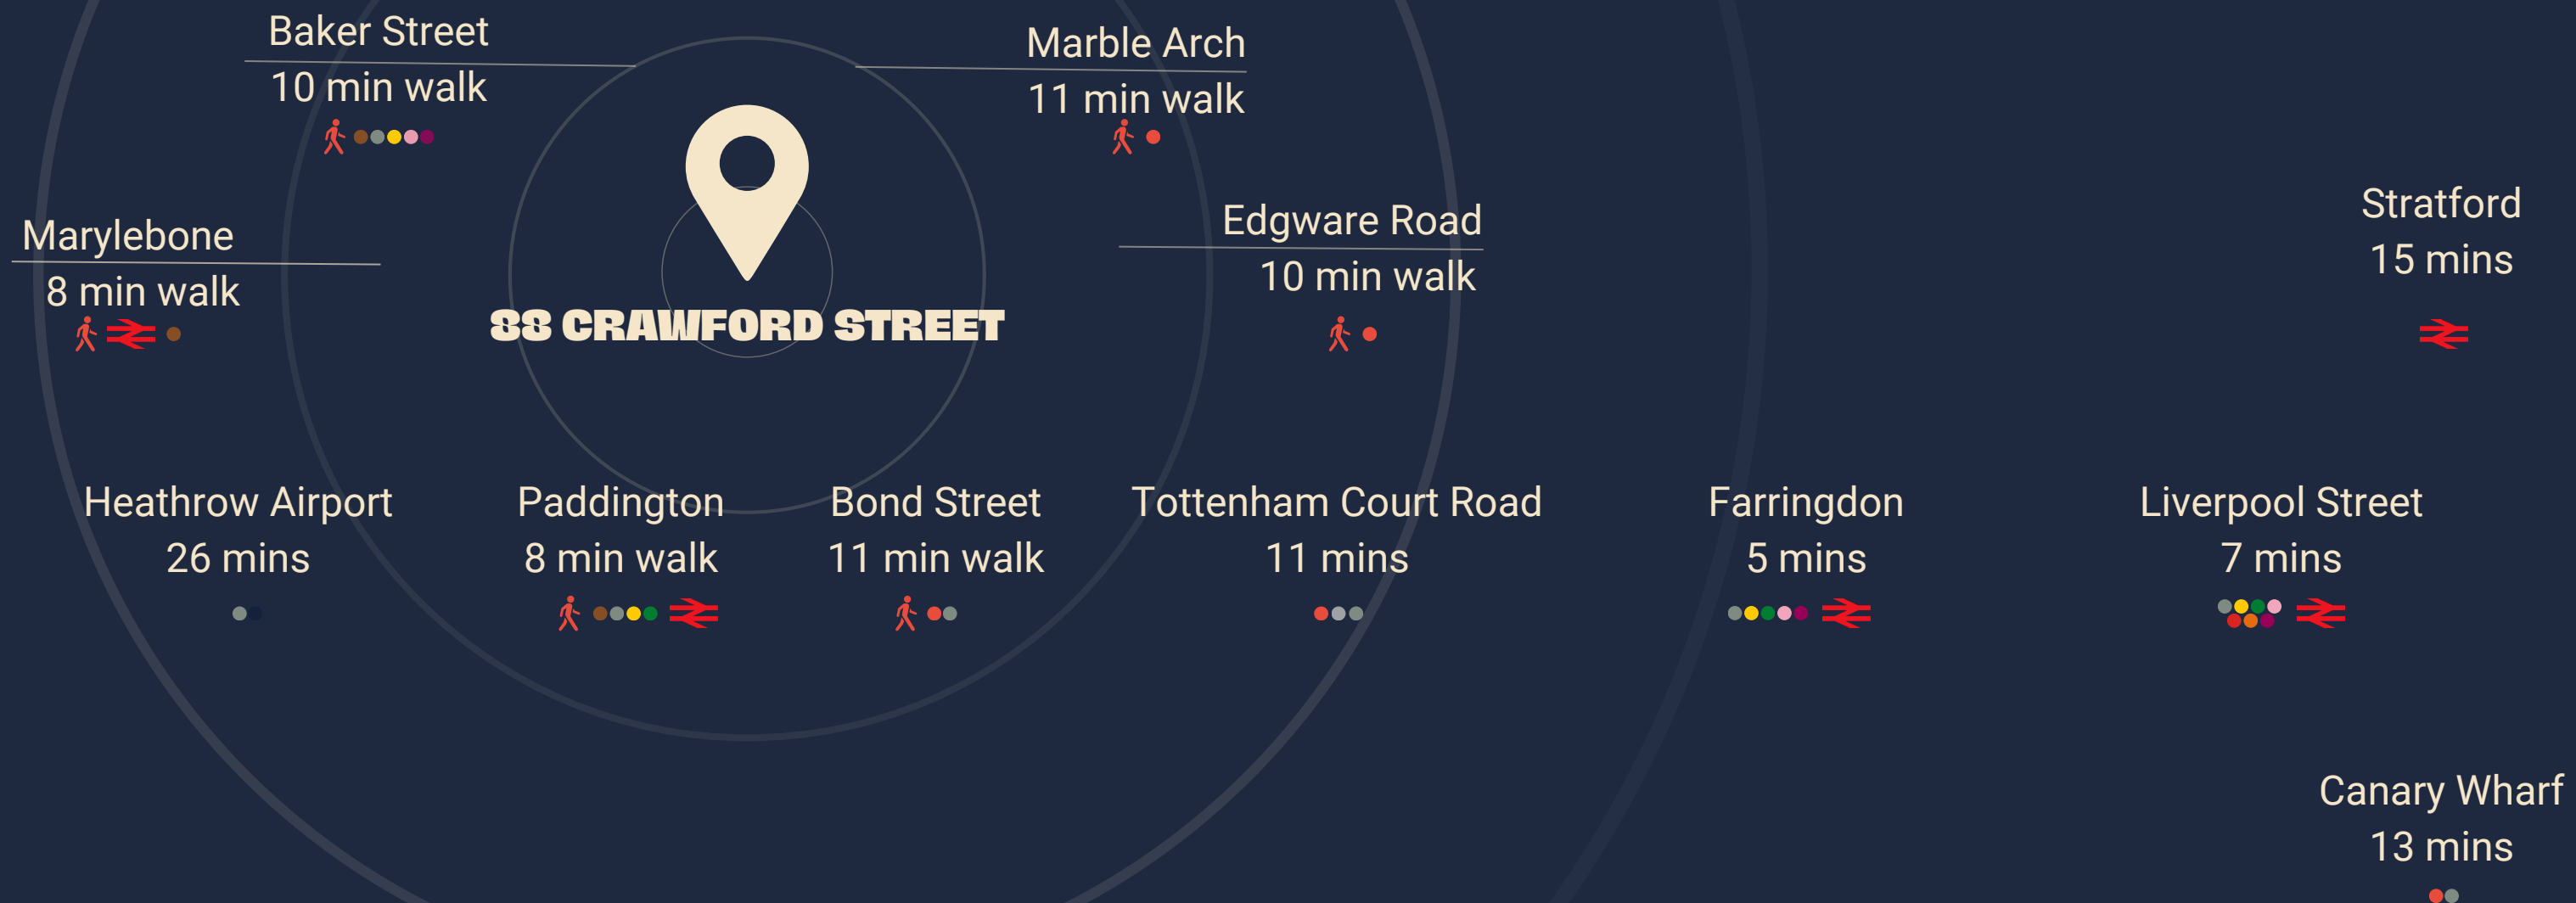 Baker Street
10 min walk
Marble Arch
11 min walk
Marylebone
8 min walk
88 CRAWFORD STREET
Edgware Road
10 min walk
Stratford
15 mins
Heathrow Airport
26 mins
Paddington
8 min walk
Bond Street
11 min walk
Tottenham Court Road
11 mins
Farringdon
5 mins
Liverpool Street
7 mins
Canary Wharf
13 mins